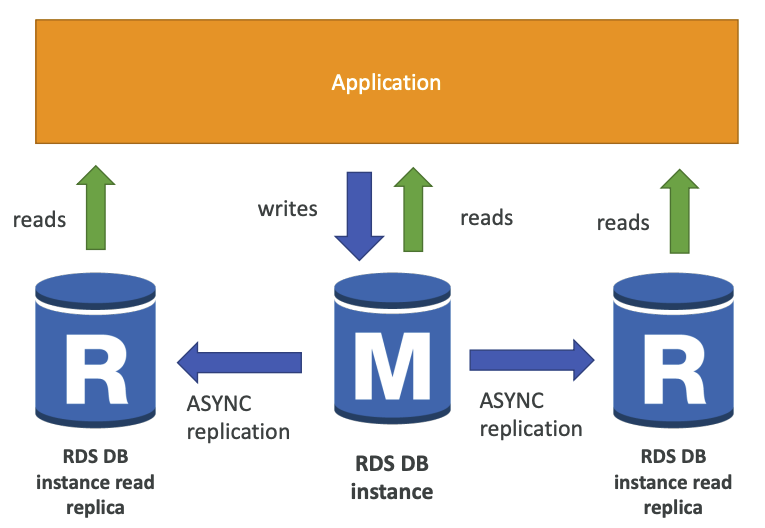 Application
reads
writes
reads
reads
R
M
R
ASYNC
replication
ASYNC
replication
RDS DB
instance read
replica
RDS DB
instance
RDS DB
instance read
replica